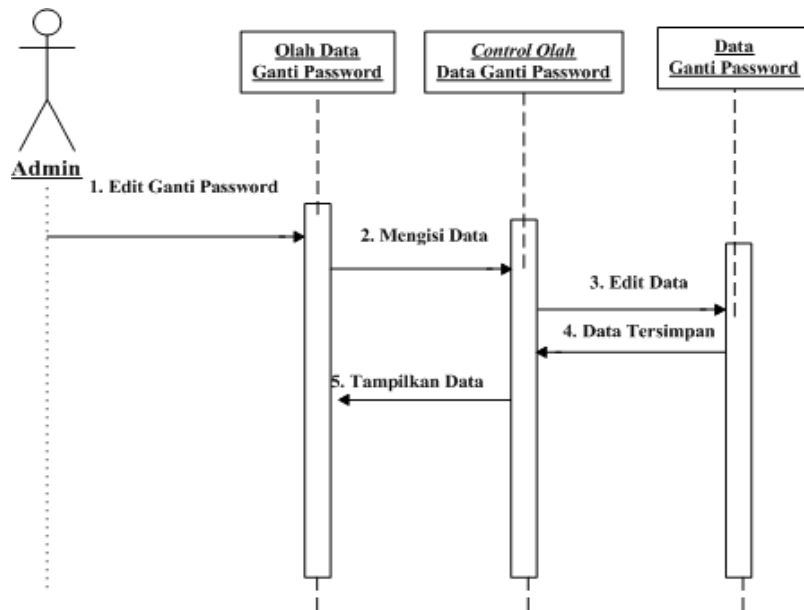 Olah Data
Ganti Password
Control Olah
Data Ganti Password
Data
Ganti Password
Admin
1. Edit Ganti Password
2. Mengisi Data
3. Edit Data
4. Data Tersimpan
5. Tampilkan Data